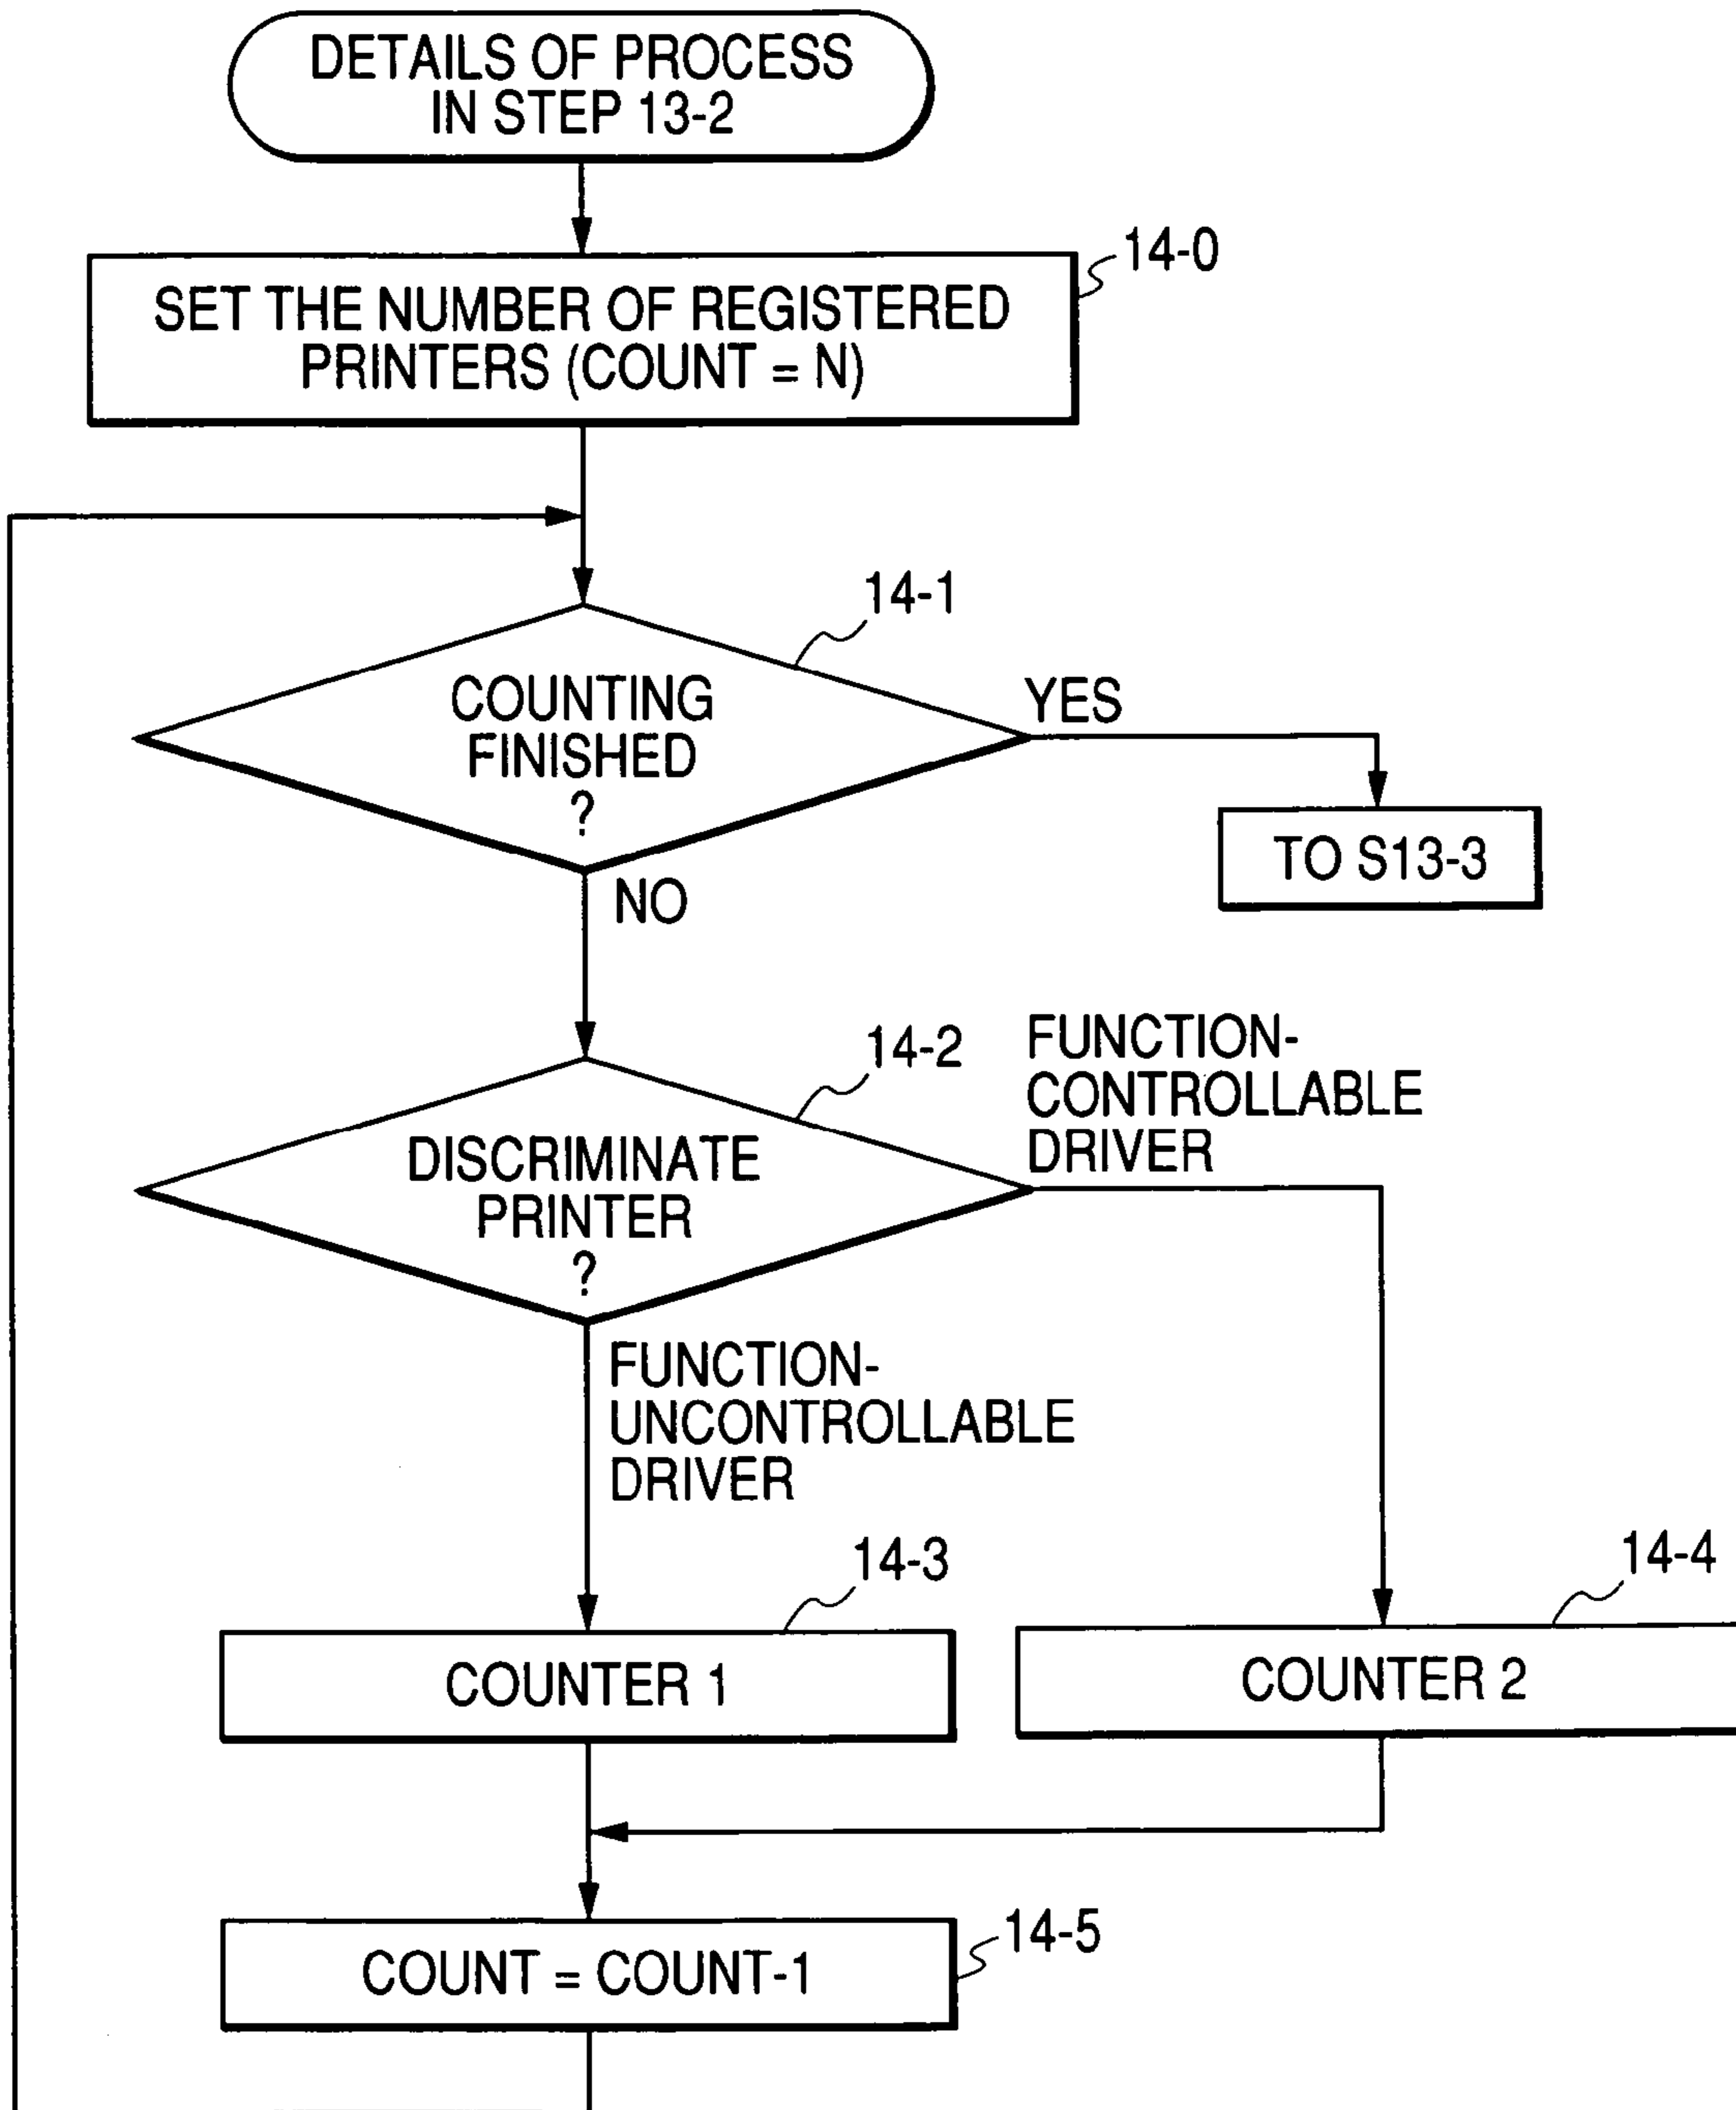 DETAILS OF PROCESS
IN STEP 13-2
14-0
SET THE NUMBER OF REGISTERED
PRINTERS (COUNT = N)
14-1
COUNTING
FINISHED
?
YES
TO S13-3
NO
14-2
FUNCTION-
CONTROLLABLE
DRIVER
DISCRIMINATE
PRINTER
?
FUNCTION-
UNCONTROLLABLE
DRIVER
14-3
14-4
COUNTER 1
COUNTER 2
14-5
COUNT = COUNT-1